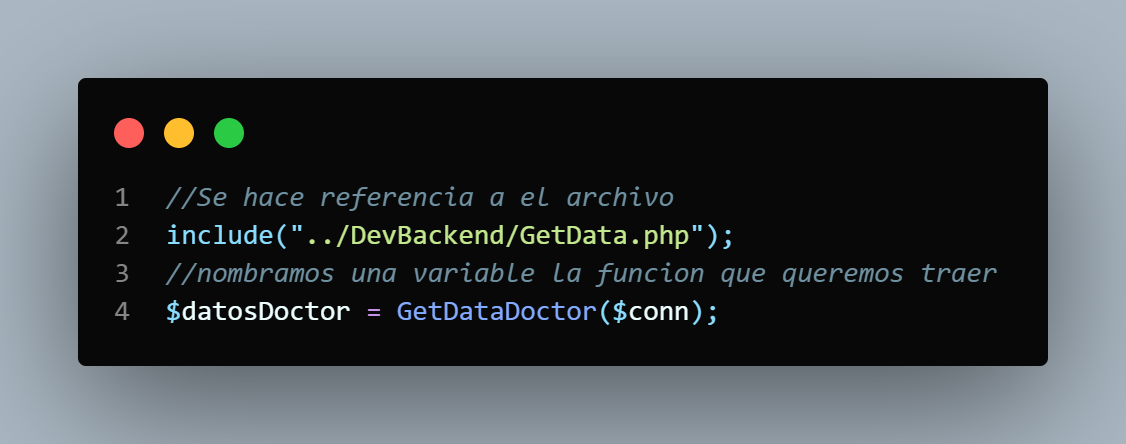 1 //Se hace referencia a el archivo
2 include("../DevBackend/GetData.php");
3 //nombramos una variable la funcion que queremos traer
4 $datosDoctor = GetDataDoctor($conn);